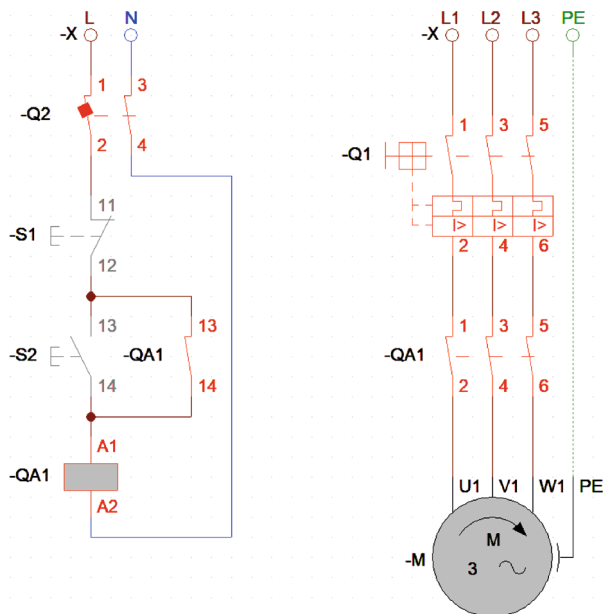 L N
-X
1 3
-Q2
2 4
11
-S1
12
13 13
-S2 -QA1
14 14
A1
-QA1
A2
L1 L2 L3 PE
-X
1 3 5
-Q1
I> I> I>
2 4 6
1 3 5
-QA1
2 4 6
U1 V1 W1 PE
M
-M
3